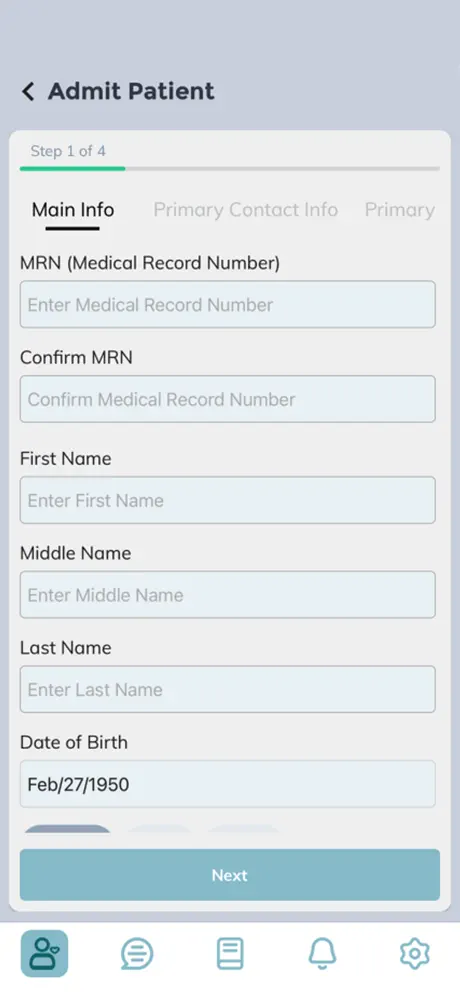 Admit Patient
Step 1 of 4
Main Info Primary Contact Info Primary
MRN (Medical Record Number)
Enter Medical Record Number
Confirm MRN
Confirm Medical Record Number
First Name
Enter First Name
Middle Name
Enter Middle Name
Last Name
Enter Last Name
Date of Birth
Feb/27/1950
Next